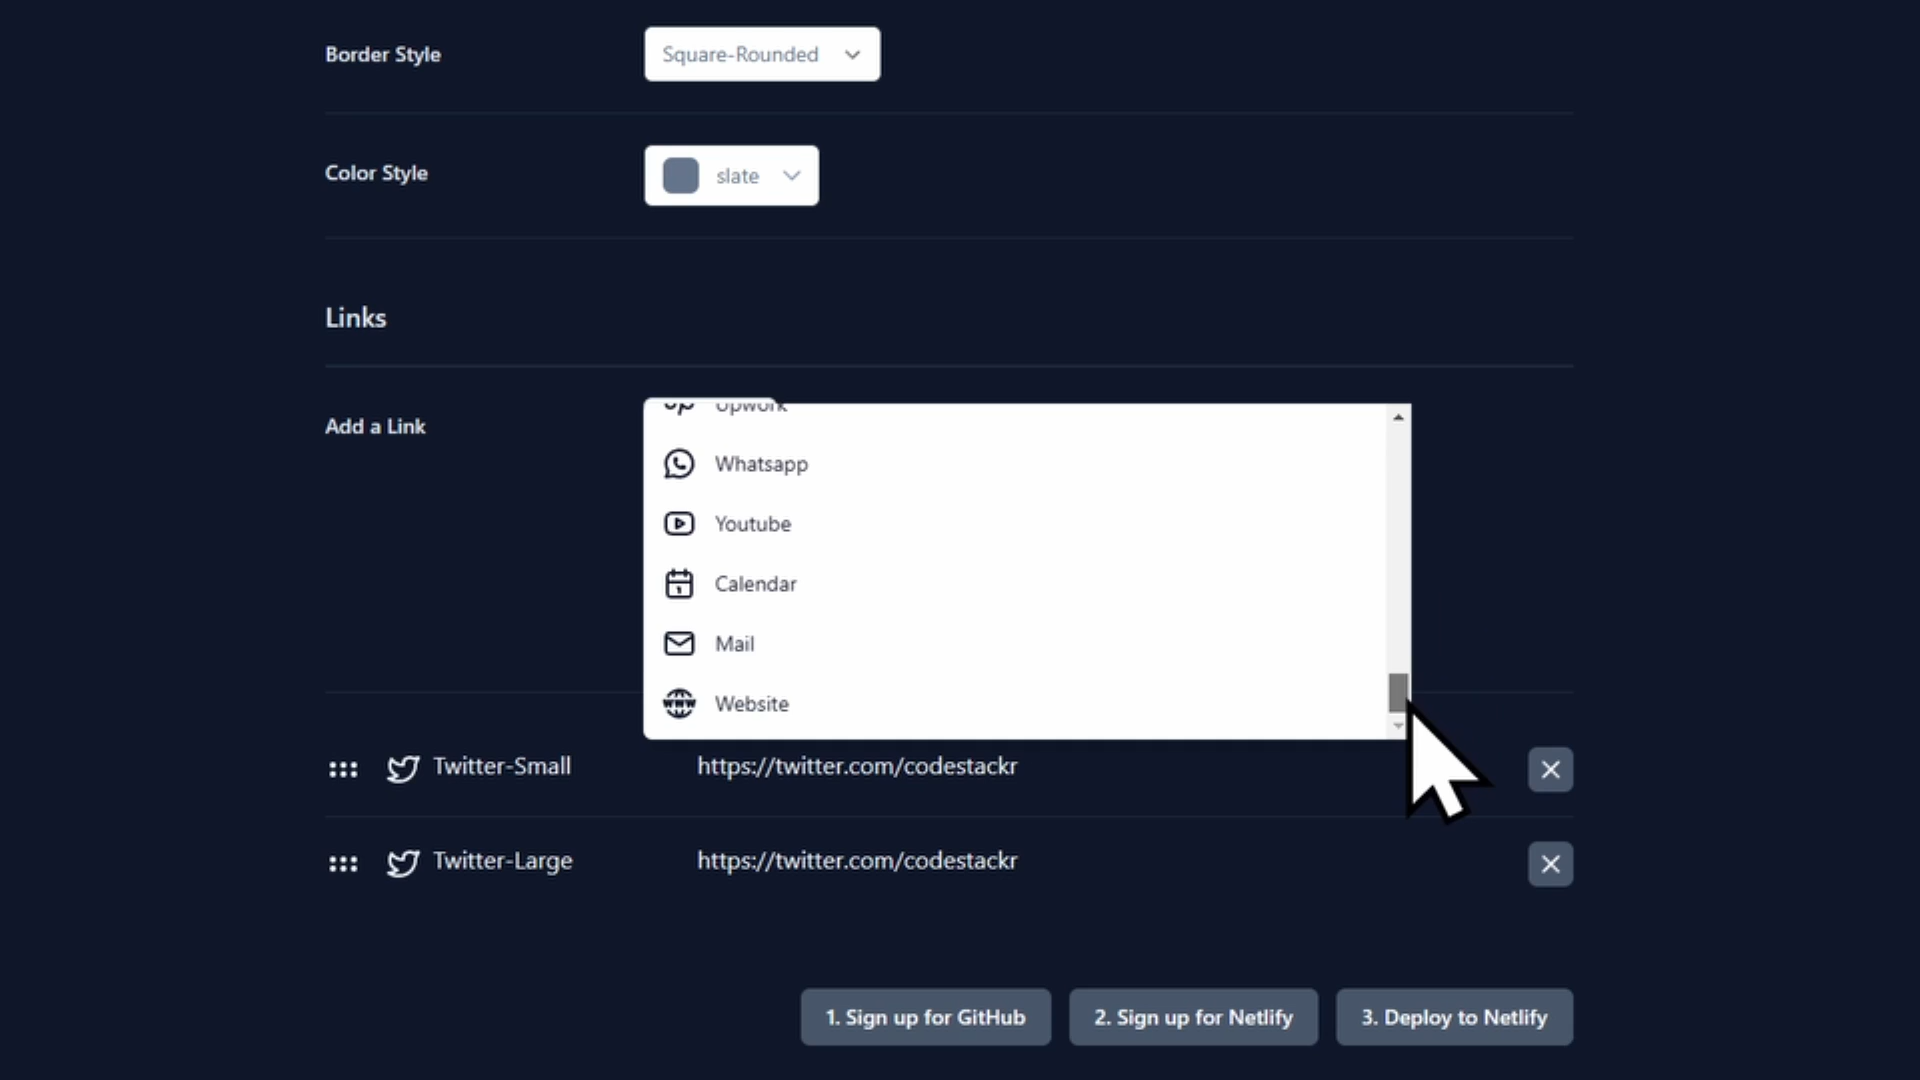 Border Style
Square-Rounded
Color Style
slate
Links
Add a Link
Upwork
Whatsapp
Youtube
Calendar
Mail
Website
Twitter-Small
https://twitter.com/codestackr
Twitter-Large
https://twitter.com/codestackr
1. Sign up for GitHub
2. Sign up for Netlify
3. Deploy to Netlify